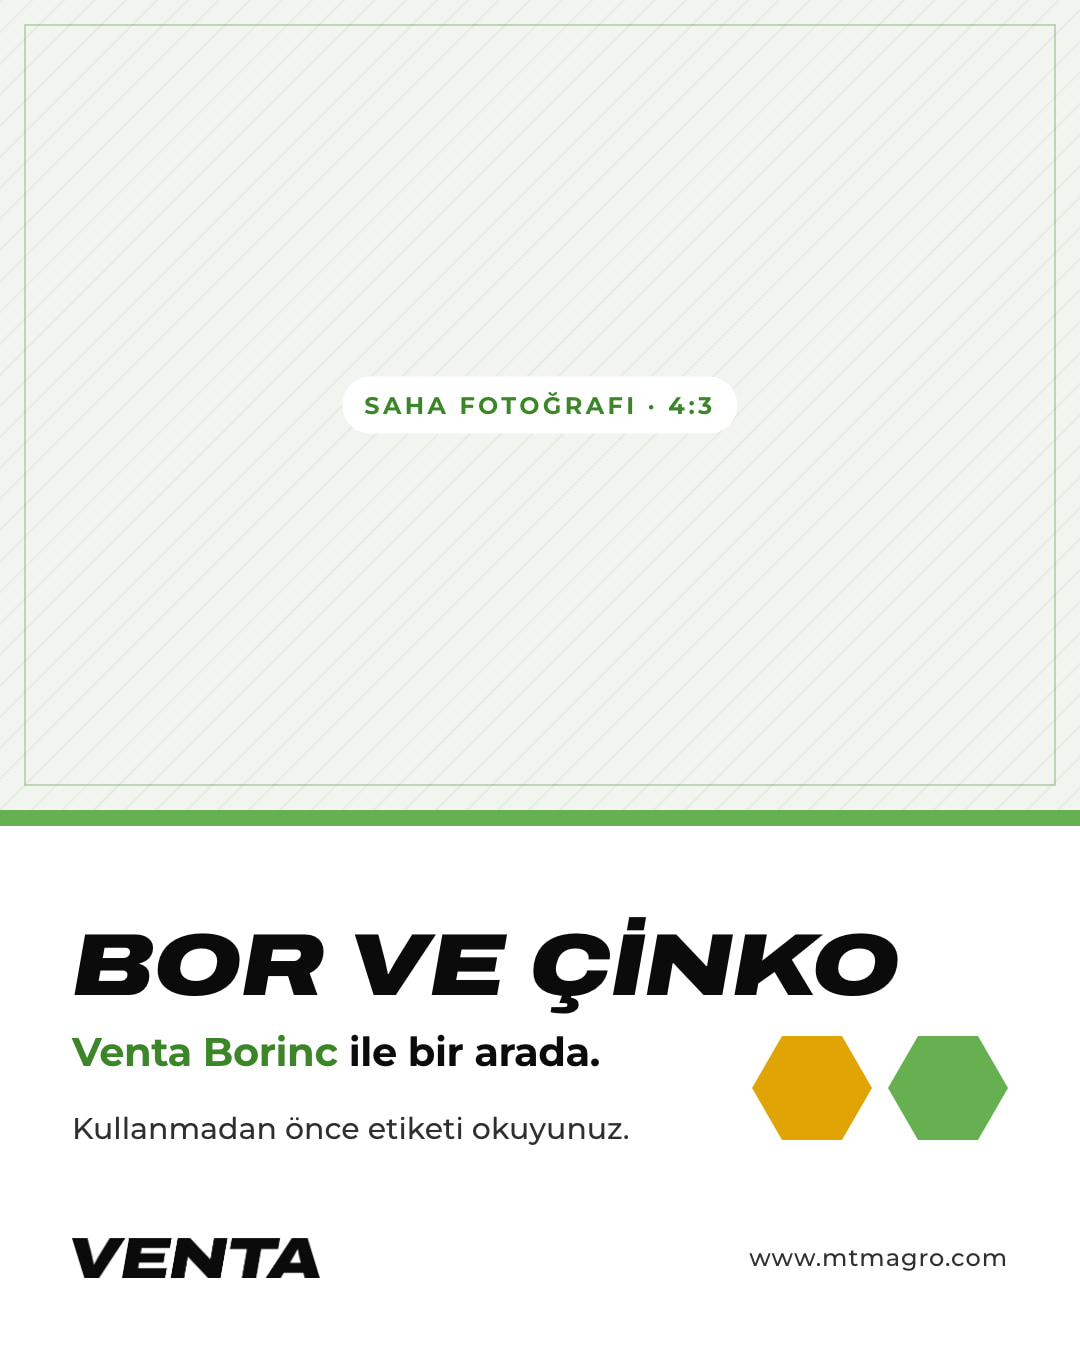 SAHA FOTOĞRAFI · 4:3
BOR VE ÇİNKO
Venta Borinc ile bir arada.
Kullanmadan önce etiketi okuyunuz.
VENTA
www.mtmagro.com